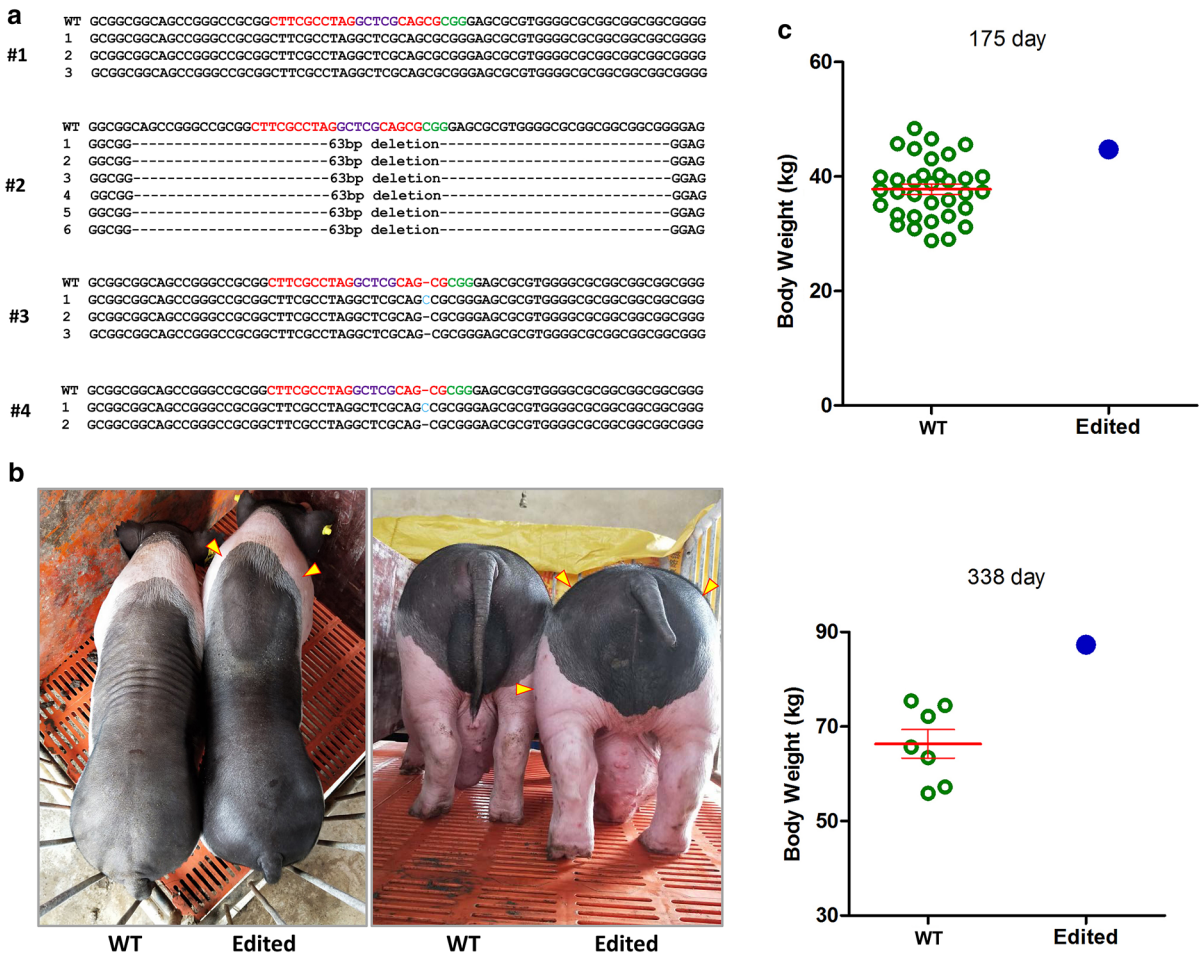 a
WT GCGGCGGCAGCCGGGCCGCGGCTTCGCCTAGGCTCGCAGCGCGGGAGCGCGTGGGGCGCGGCGGCGGCGGGG
#1
1 GCGGCGGCAGCCGGGCCGCGGCTTCGCCTAGGCTCGCAGCGCGGGAGCGCGTGGGGCGCGGCGGCGGCGGGG
2 GCGGCGGCAGCCGGGCCGCGGCTTCGCCTAGGCTCGCAGCGCGGGAGCGCGTGGGGCGCGGCGGCGGCGGGG
3 GCGGCGGCAGCCGGGCCGCGGCTTCGCCTAGGCTCGCAGCGCGGGAGCGCGTGGGGCGCGGCGGCGGCGGGG
WT GGCGGCAGCCGGGCCGCGGCTTCGCCTAGGCTCGCAGCGCGGGAGCGCGTGGGGCGCGGCGGCGGCGGGGAG
#2
1 GGCGG-----------------------63bp deletion---------------------------GGAG
2 GGCGG-----------------------63bp deletion---------------------------GGAG
3 GGCGG-----------------------63bp deletion---------------------------GGAG
4 GGCGG-----------------------63bp deletion---------------------------GGAG
5 GGCGG-----------------------63bp deletion---------------------------GGAG
6 GGCGG-----------------------63bp deletion---------------------------GGAG
WT GCGGCGGCAGCCGGGCCGCGGCTTCGCCTAGGCTCGCAG-CGCGGGAGCGCGTGGGGCGCGGCGGCGGCGGG
#3
1 GCGGCGGCAGCCGGGCCGCGGCTTCGCCTAGGCTCGCAGCCGCGGGAGCGCGTGGGGCGCGGCGGCGGCGGG
2 GCGGCGGCAGCCGGGCCGCGGCTTCGCCTAGGCTCGCAG-CGCGGGAGCGCGTGGGGCGCGGCGGCGGCGGG
3 GCGGCGGCAGCCGGGCCGCGGCTTCGCCTAGGCTCGCAG-CGCGGGAGCGCGTGGGGCGCGGCGGCGGCGGG
WT GCGGCGGCAGCCGGGCCGCGGCTTCGCCTAGGCTCGCAG-CGCGGGAGCGCGTGGGGCGCGGCGGCGGCGGG
#4
1 GCGGCGGCAGCCGGGCCGCGGCTTCGCCTAGGCTCGCAGCCGCGGGAGCGCGTGGGGCGCGGCGGCGGCGGG
2 GCGGCGGCAGCCGGGCCGCGGCTTCGCCTAGGCTCGCAG-CGCGGGAGCGCGTGGGGCGCGGCGGCGGCGGG
b
WT Edited
WT Edited
c
175 day
Body Weight (kg)
60
40
20
0
WT Edited
338 day
Body Weight (kg)
90
70
50
30
WT Edited